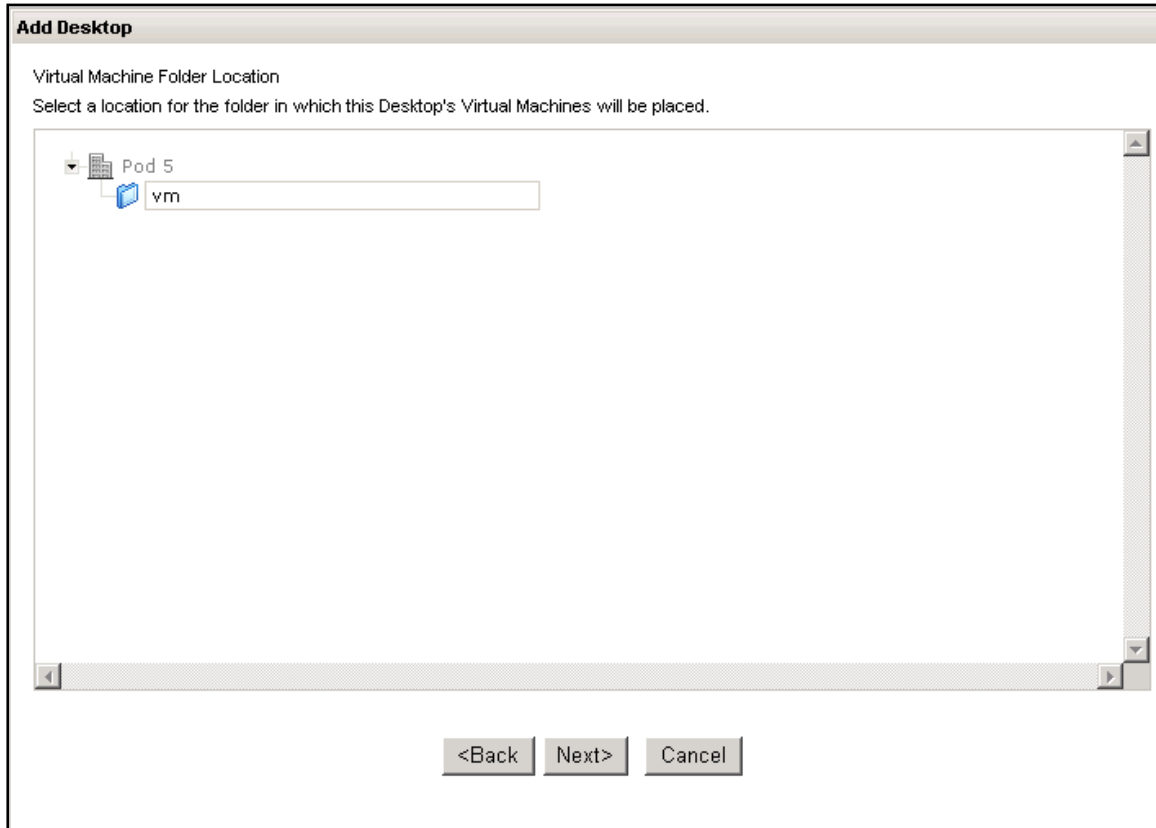 Add Desktop
Virtual Machine Folder Location
Select a location for the folder in which this Desktop's Virtual Machines will be placed.
Pod 5
vm
<Back Next> Cancel